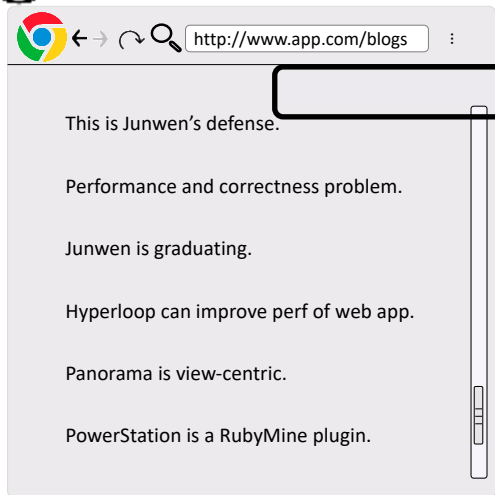 http://www.app.com/blogs
This is Junwen’s defense.
Performance and correctness problem.
Junwen is graduating.
Hyperloop can improve perf of web app.
Panorama is view-centric.
PowerStation is a RubyMine plugin.